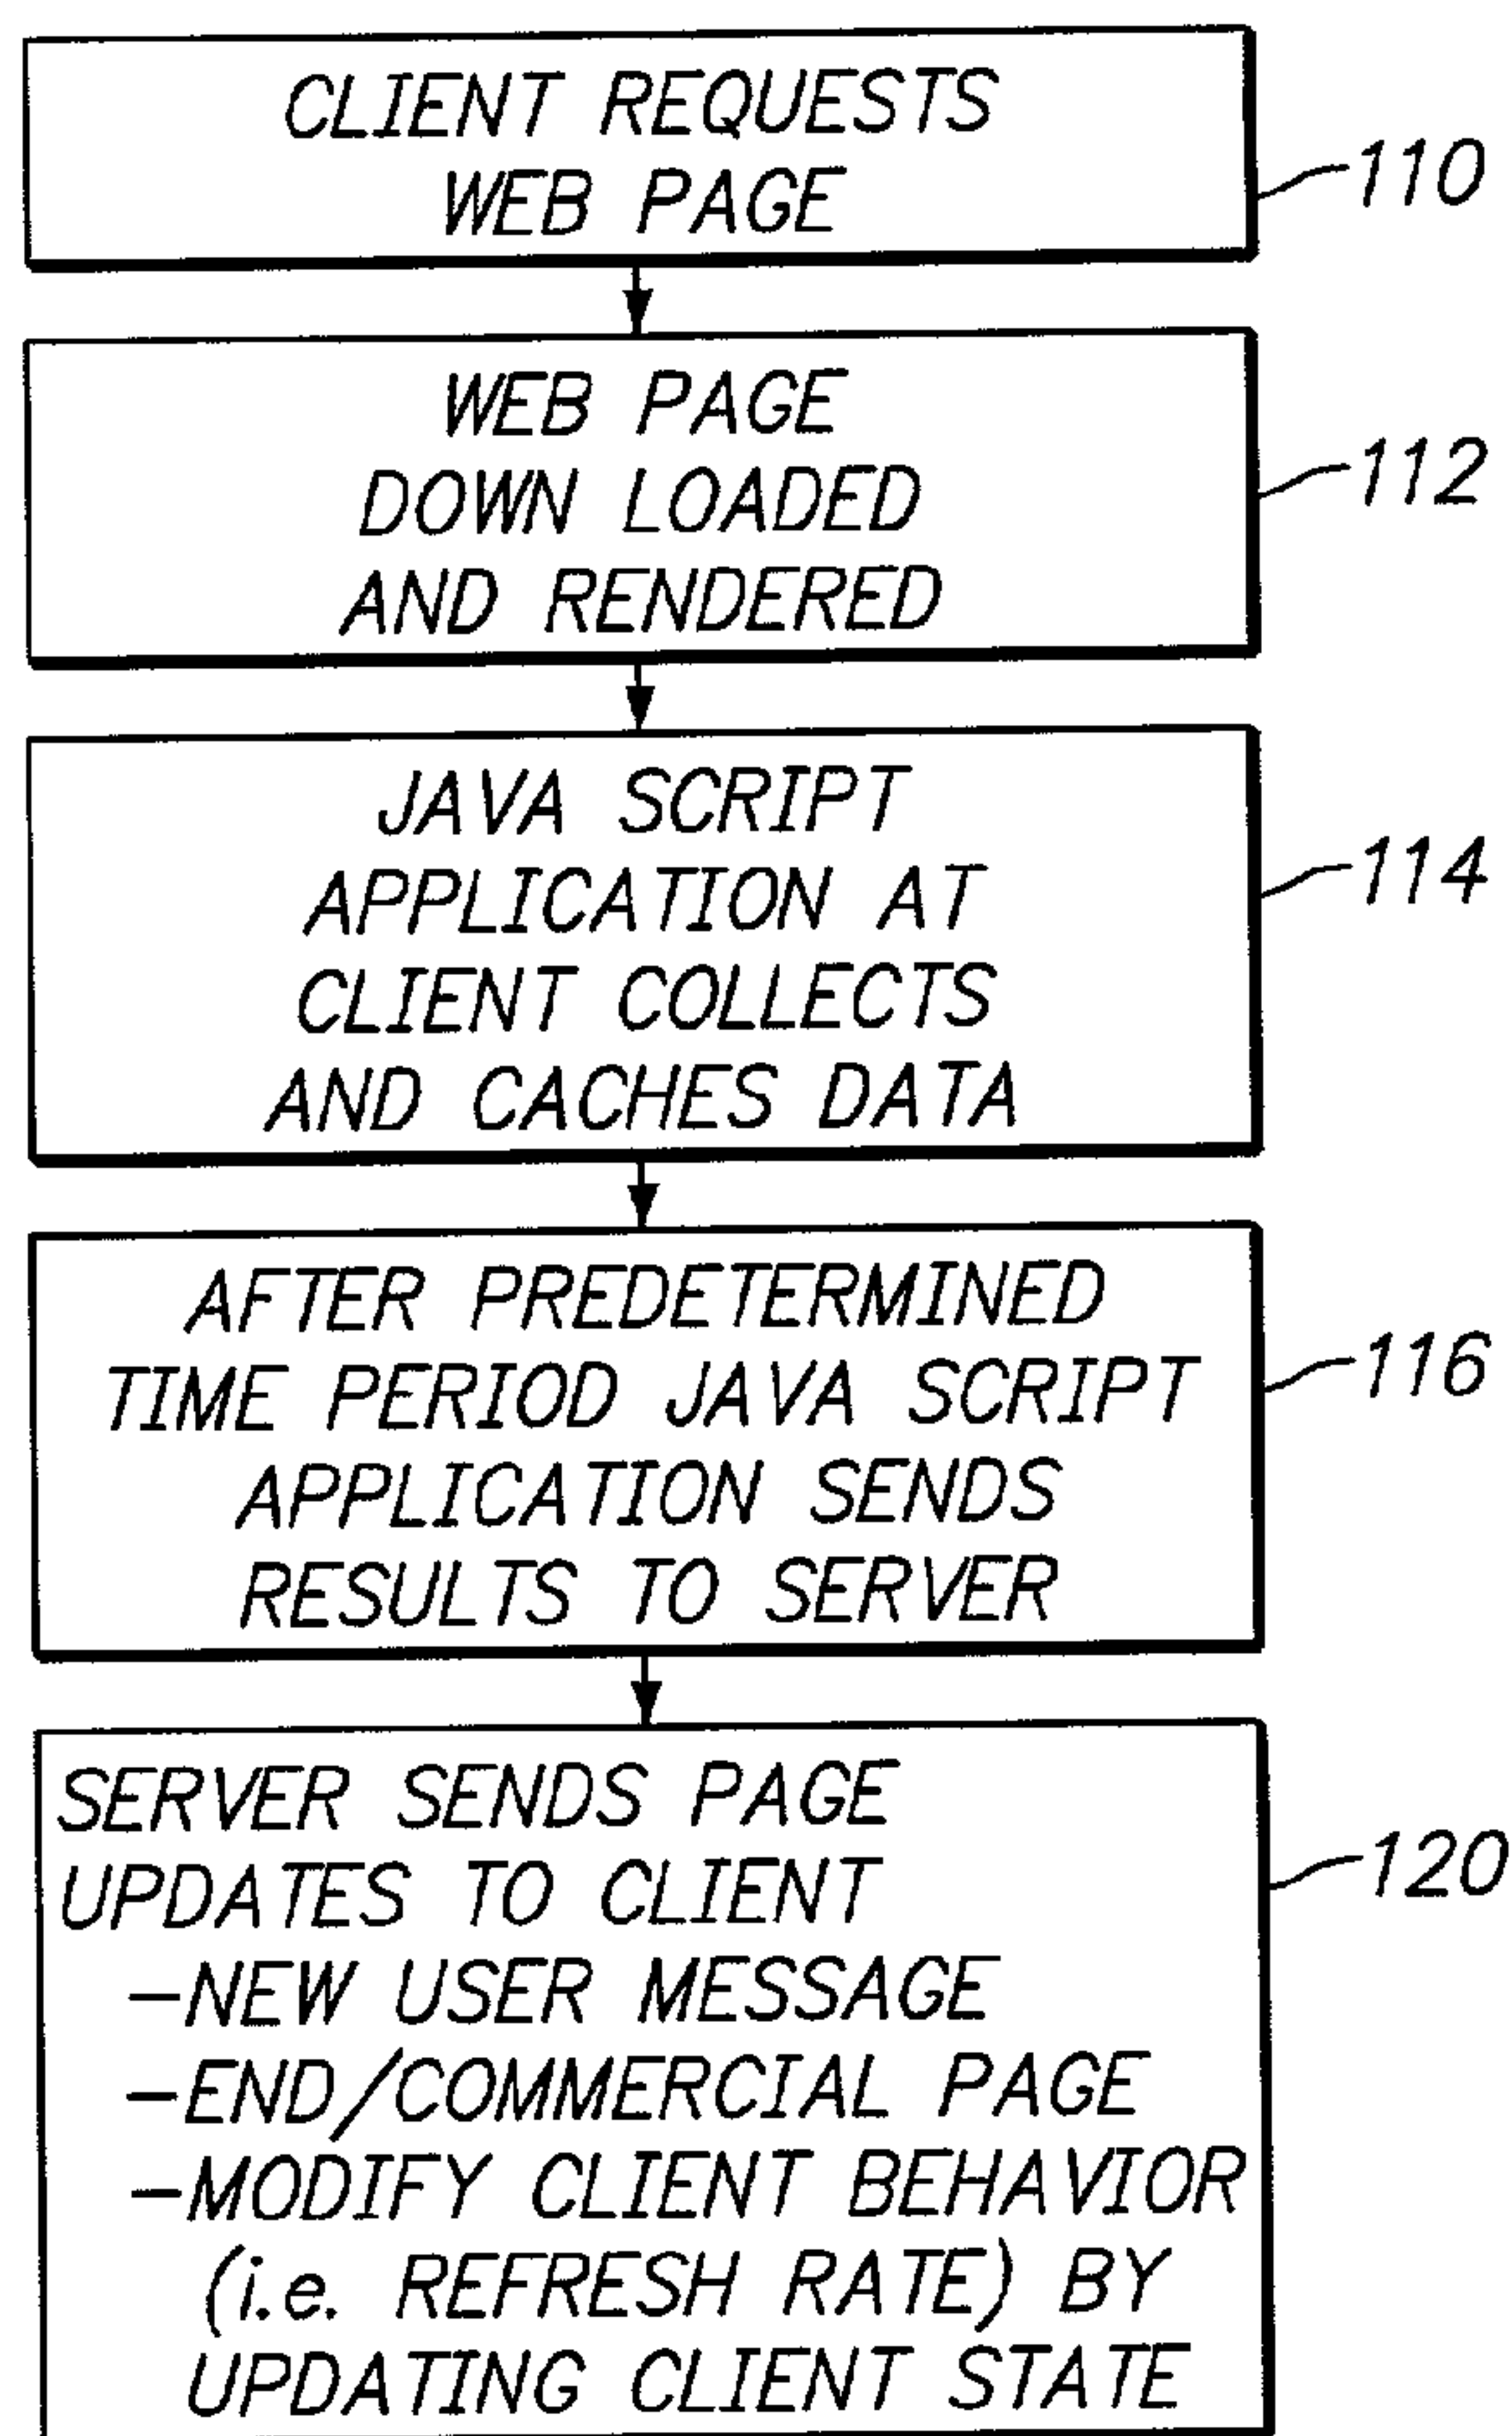 CLIENT REQUESTS
WEB PAGE
110
WEB PAGE
DOWN LOADED
AND RENDERED
112
JAVA SCRIPT
APPLICATION AT
CLIENT COLLECTS
AND CACHES DATA
114
AFTER PREDETERMINED
TIME PERIOD JAVA SCRIPT
APPLICATION SENDS
RESULTS TO SERVER
116
SERVER SENDS PAGE
UPDATES TO CLIENT
-NEW USER MESSAGE
-END/COMMERCIAL PAGE
-MODIFY CLIENT BEHAVIOR
(i.e. REFRESH RATE) BY
UPDATING CLIENT STATE
120